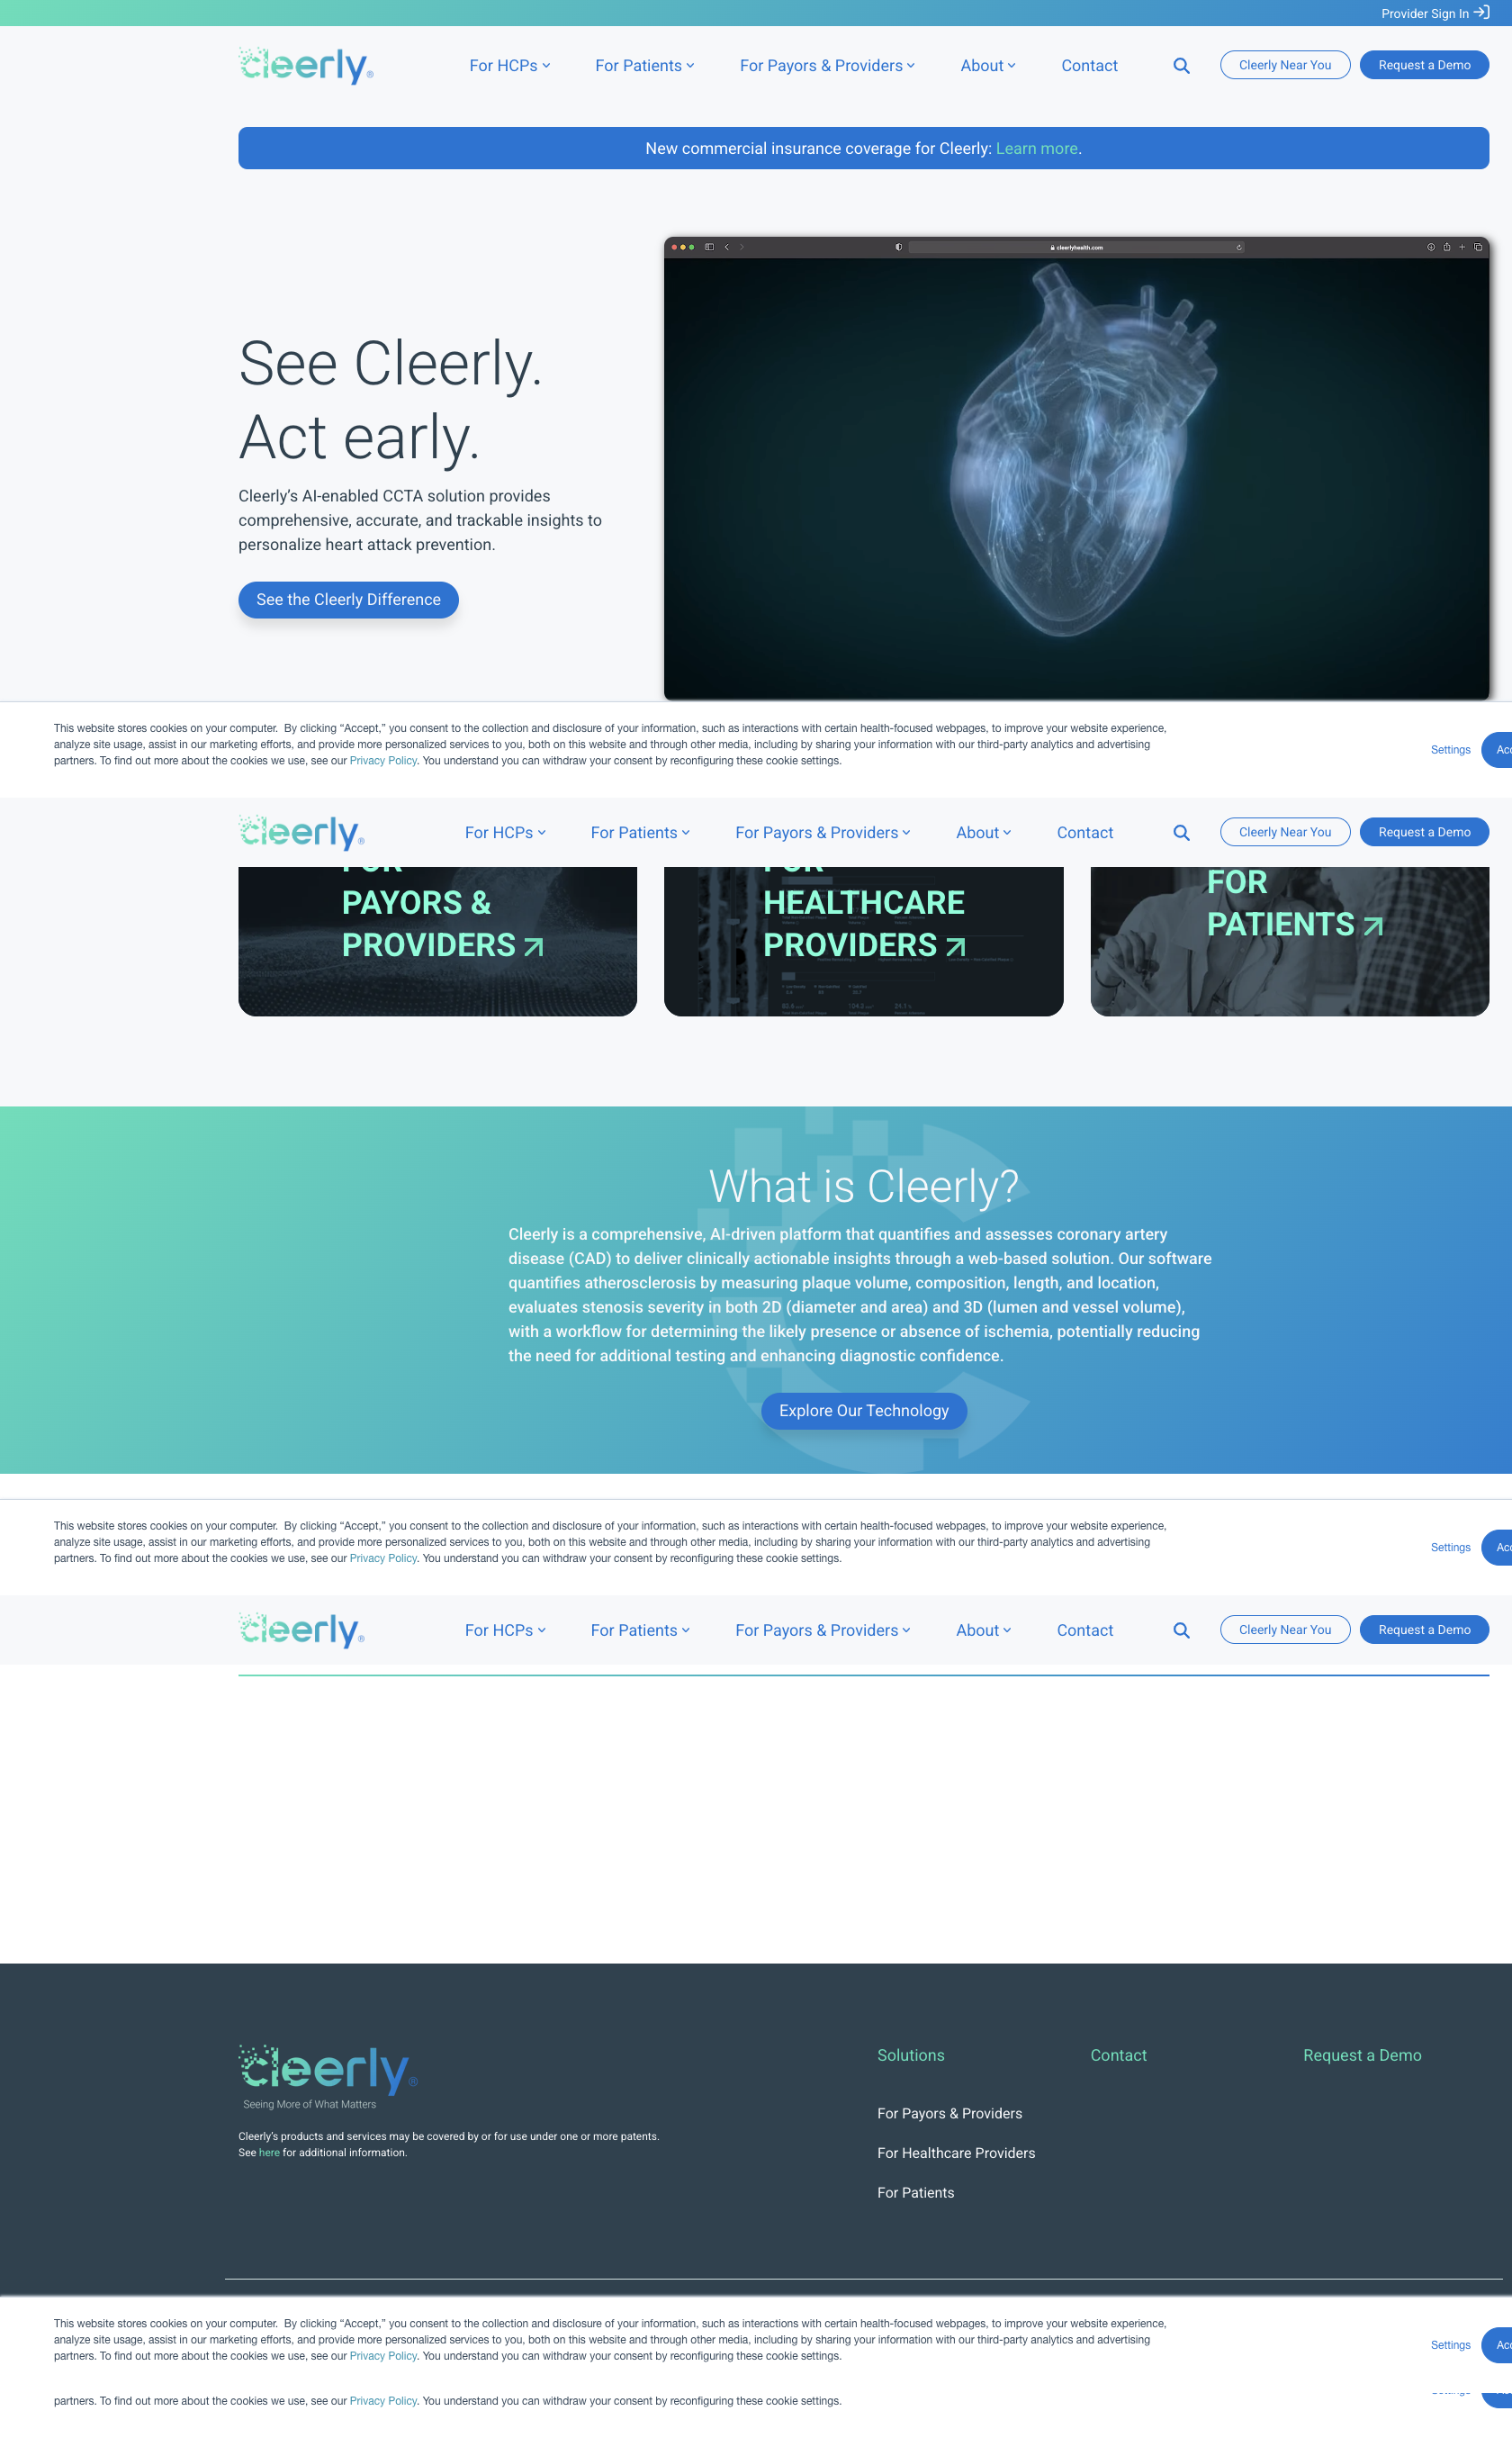 Provider Sign In
cleerly®
For HCPs
For Patients
For Payors & Providers
About
Contact
Cleerly Near You
Request a Demo
New commercial insurance coverage for Cleerly: Learn more.
cleerlyhealth.com
See Cleerly.
Act early.
Cleerly’s AI-enabled CCTA solution provides
comprehensive, accurate, and trackable insights to
personalize heart attack prevention.
See the Cleerly Difference
This website stores cookies on your computer.  By clicking “Accept,” you consent to the collection and disclosure of your information, such as interactions with certain health-focused webpages, to improve your website experience,
analyze site usage, assist in our marketing efforts, and provide more personalized services to you, both on this website and through other media, including by sharing your information with our third-party analytics and advertising
partners. To find out more about the cookies we use, see our Privacy Policy. You understand you can withdraw your consent by reconfiguring these cookie settings.
Settings
Acc
cleerly®
For HCPs
For Patients
For Payors & Providers
About
Contact
Cleerly Near You
Request a Demo
FOR
PAYORS &
PROVIDERS
FOR
HEALTHCARE
PROVIDERS
FOR
PATIENTS
What is Cleerly?
Cleerly is a comprehensive, AI-driven platform that quantifies and assesses coronary artery
disease (CAD) to deliver clinically actionable insights through a web-based solution. Our software
quantifies atherosclerosis by measuring plaque volume, composition, length, and location,
evaluates stenosis severity in both 2D (diameter and area) and 3D (lumen and vessel volume),
with a workflow for determining the likely presence or absence of ischemia, potentially reducing
the need for additional testing and enhancing diagnostic confidence.
Explore Our Technology
This website stores cookies on your computer.  By clicking “Accept,” you consent to the collection and disclosure of your information, such as interactions with certain health-focused webpages, to improve your website experience,
analyze site usage, assist in our marketing efforts, and provide more personalized services to you, both on this website and through other media, including by sharing your information with our third-party analytics and advertising
partners. To find out more about the cookies we use, see our Privacy Policy. You understand you can withdraw your consent by reconfiguring these cookie settings.
Settings
Acc
cleerly®
For HCPs
For Patients
For Payors & Providers
About
Contact
Cleerly Near You
Request a Demo
cleerly®
Seeing More of What Matters
Cleerly’s products and services may be covered by or for use under one or more patents.
See here for additional information.
Solutions
For Payors & Providers
For Healthcare Providers
For Patients
Contact
Request a Demo
This website stores cookies on your computer.  By clicking “Accept,” you consent to the collection and disclosure of your information, such as interactions with certain health-focused webpages, to improve your website experience,
analyze site usage, assist in our marketing efforts, and provide more personalized services to you, both on this website and through other media, including by sharing your information with our third-party analytics and advertising
partners. To find out more about the cookies we use, see our Privacy Policy. You understand you can withdraw your consent by reconfiguring these cookie settings.
Settings
Acc
partners. To find out more about the cookies we use, see our Privacy Policy. You understand you can withdraw your consent by reconfiguring these cookie settings.